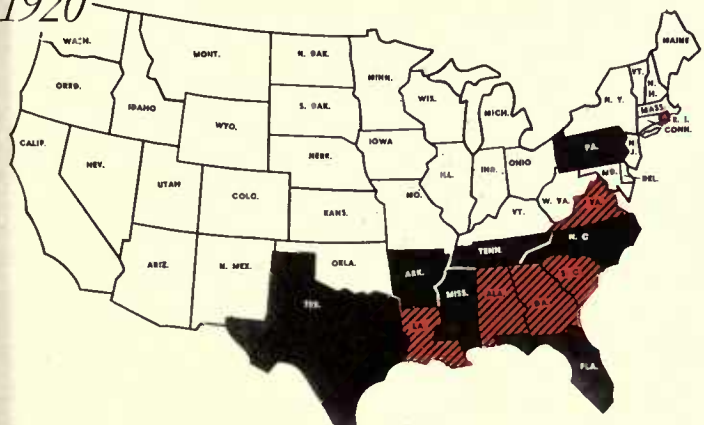 1920
WASH.
MONT.
N. DAK.
MINN.
MAINE
VT.
N. H.
OREG.
IDAHO
S. DAK.
WIS.
MICH.
N. Y.
MASS.
R. I.
CONN.
WYO.
CALIF.
NEV.
NEBR.
IOWA
PA.
N. J.
UTAH
COLO.
ILL.
IND.
OHIO
MD.
DEL.
W. VA.
VA.
KANS.
MO.
N. C
TENN.
ARIZ.
N. MEX.
OKLA.
ARK.
MISS.
ALA.
GA.
TEX.
LA.
FLA.